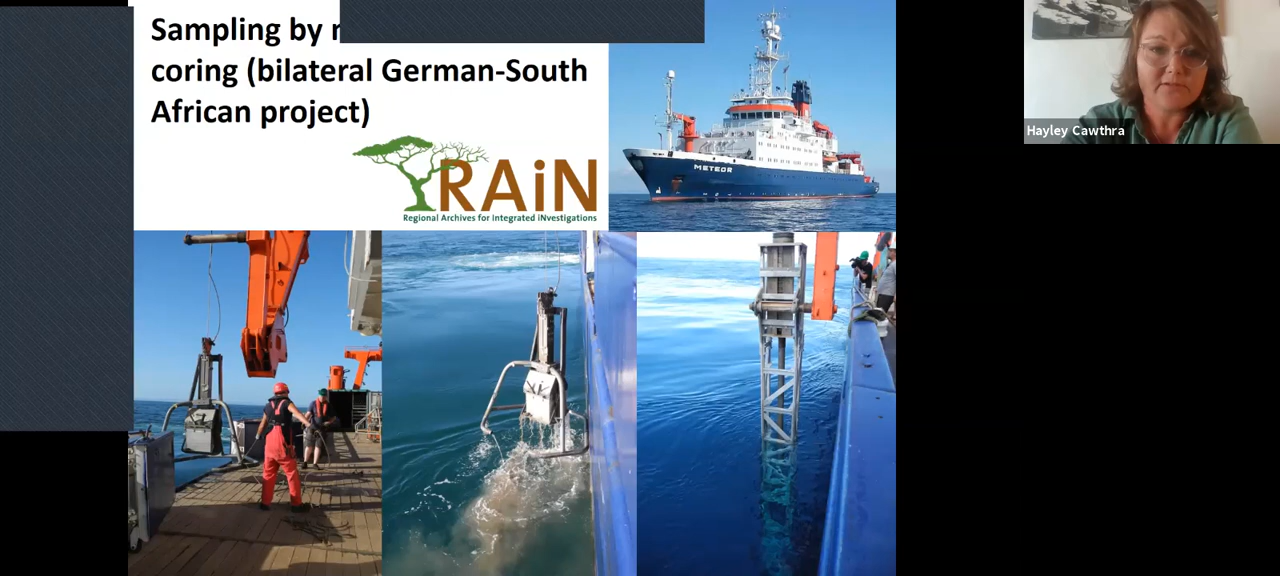 Sampling by
coring (bilateral German-South
African project)
RAiN
Regional Archives for Integrated iNvestigations
METEOR
Hayley Cawthra